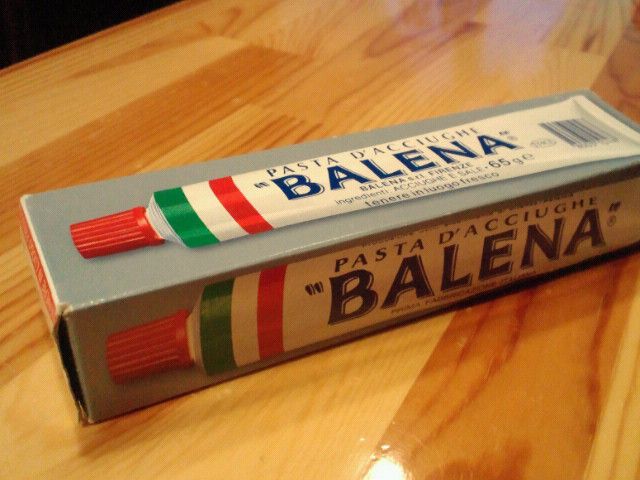 PASTA D'ACCIUGHE
"BALENA"®
BALENA s.r.l. FIRENZE
ingredienti: ACCIUGHE E SALE - 65 g e
tenere in luogo fresco
PASTA D'ACCIUGHE
"BALENA"®